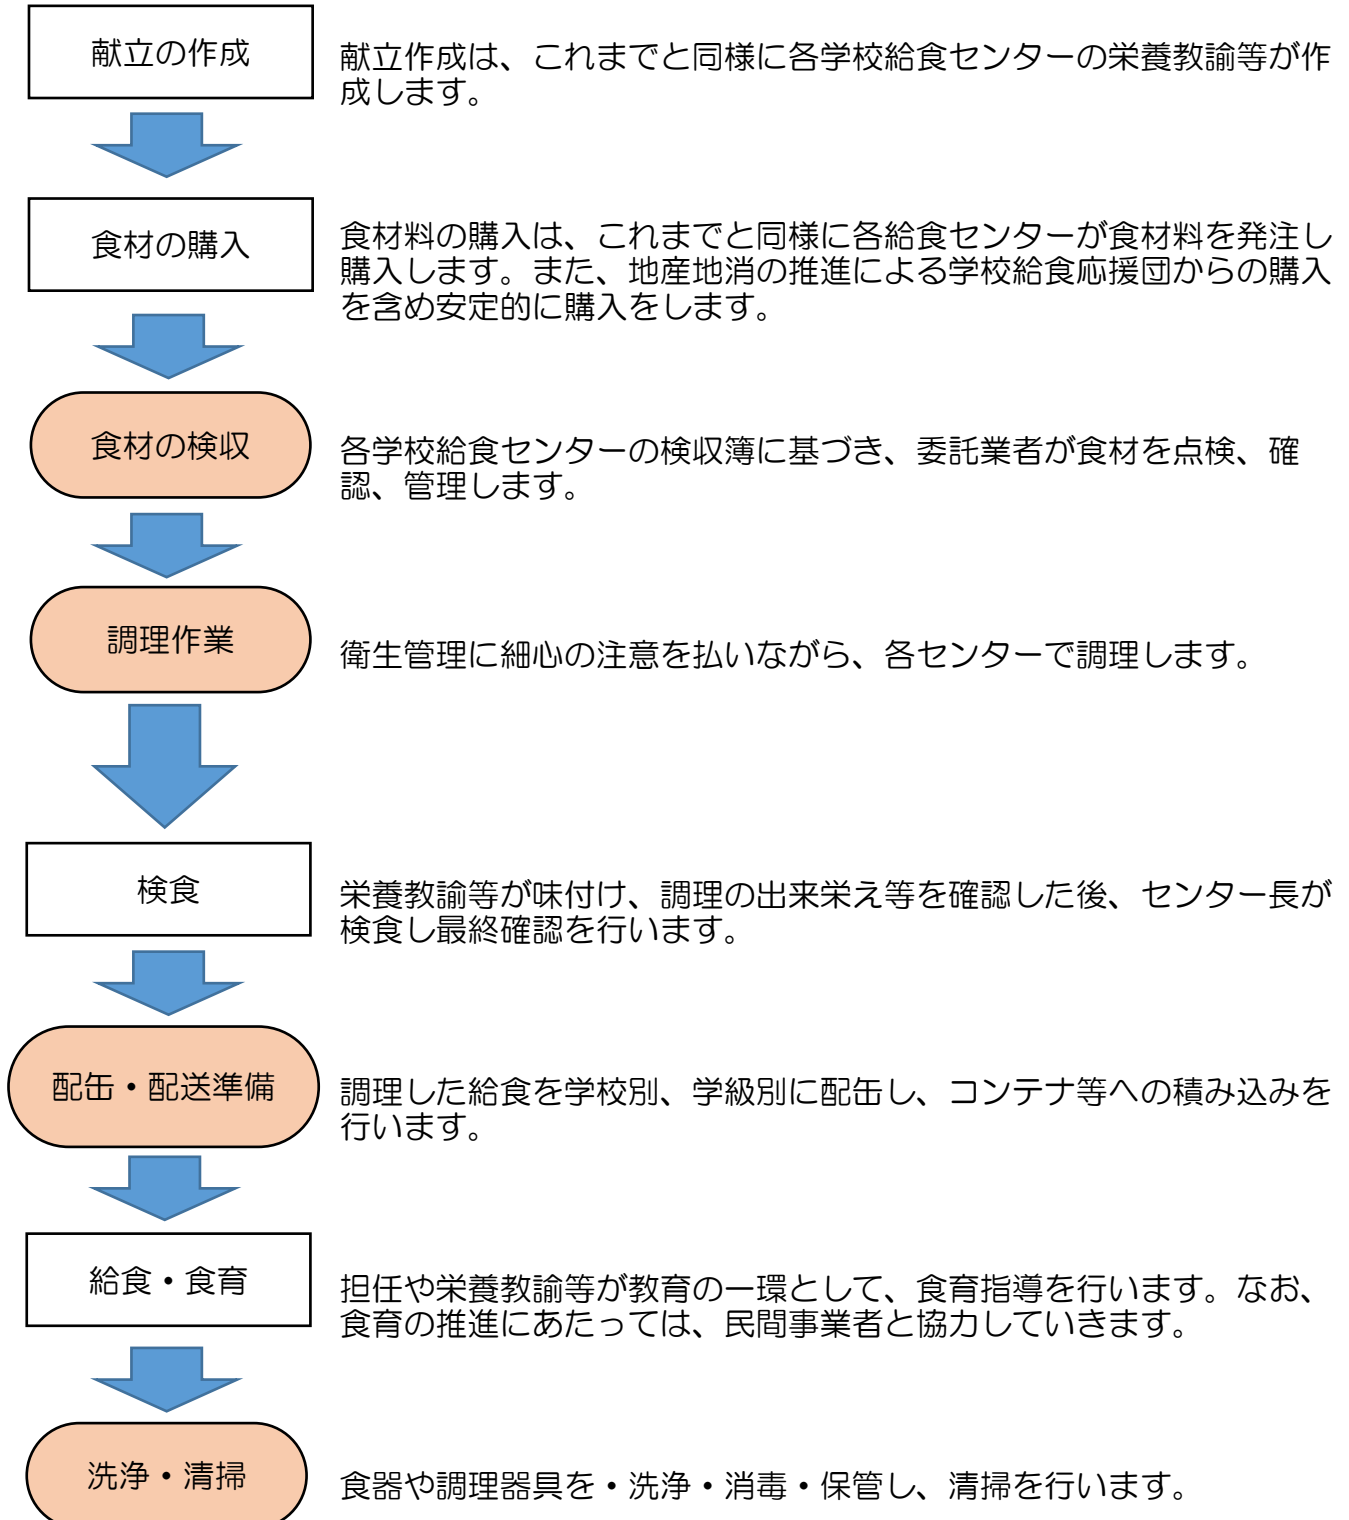 献立の作成
献立作成は、これまでと同様に各学校給食センターの栄養教諭等が作
成します。
食材の購入
食材料の購入は、これまでと同様に各給食センターが食材料を発注し
購入します。また、地産地消の推進による学校給食応援団からの購入
を含め安定的に購入をします。
食材の検収
各学校給食センターの検収簿に基づき、委託業者が食材を点検、確
認、管理します。
調理作業
衛生管理に細心の注意を払いながら、各センターで調理します。
検食
栄養教諭等が味付け、調理の出来栄え等を確認した後、センター長が
検食し最終確認を行います。
配缶・配送準備
調理した給食を学校別、学級別に配缶し、コンテナ等への積み込みを
行います。
給食・食育
担任や栄養教諭等が教育の一環として、食育指導を行います。なお、
食育の推進にあたっては、民間事業者と協力していきます。
洗浄・清掃
食器や調理器具を・洗浄・消毒・保管し、清掃を行います。